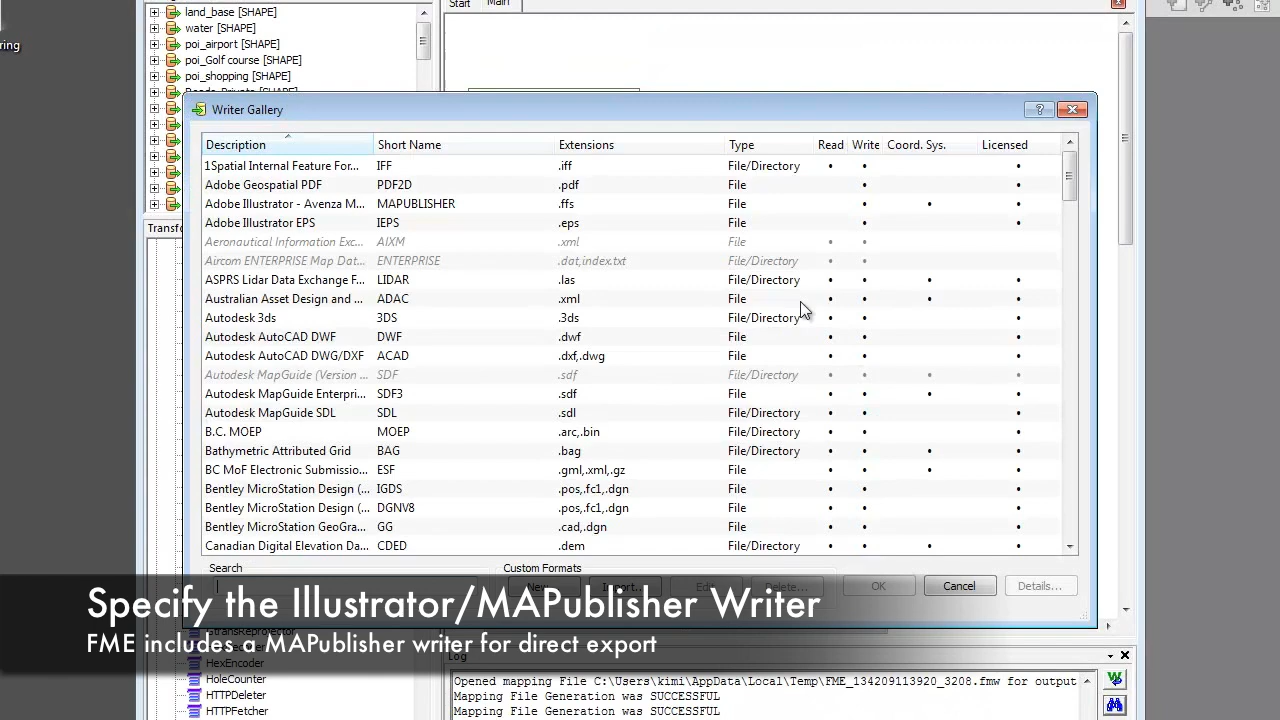 Start
Main
ring
land_base [SHAPE]
water [SHAPE]
poi_airport [SHAPE]
poi_Golf course [SHAPE]
poi_shopping [SHAPE]
Transfo
Writer Gallery
Description Short Name Extensions Type Read Write Coord. Sys. Licensed
1Spatial Internal Feature For... IFF .iff File/Directory • •
Adobe Geospatial PDF PDF2D .pdf File • •
Adobe Illustrator - Avenza M... MAPUBLISHER .ffs File • • •
Adobe Illustrator EPS IEPS .eps File • •
Aeronautical Information Exc... AIXM .xml File • •
Aircom ENTERPRISE Map Dat... ENTERPRISE .dat,index.txt File/Directory • •
ASPRS Lidar Data Exchange F... LIDAR .las File/Directory • • • •
Australian Asset Design and ... ADAC .xml File • • • •
Autodesk 3ds 3DS .3ds File/Directory • • •
Autodesk AutoCAD DWF DWF .dwf File • • •
Autodesk AutoCAD DWG/DXF ACAD .dxf,.dwg File • • •
Autodesk MapGuide (Version ... SDF .sdf File/Directory • • • •
Autodesk MapGuide Enterpri... SDF3 .sdf File • • • •
Autodesk MapGuide SDL SDL .sdl File/Directory • • •
B.C. MOEP MOEP .arc,.bin File • • •
Bathymetric Attributed Grid BAG .bag File/Directory • • • •
BC MoF Electronic Submissio... ESF .gml,.xml,.gz File • • • •
Bentley MicroStation Design (... IGDS .pos,.fc1,.dgn File • • •
Bentley MicroStation Design (... DGNV8 .pos,.fc1,.dgn File • • •
Bentley MicroStation GeoGra... GG .cad,.dgn File • • •
Canadian Digital Elevation Da... CDED .dem File/Directory • • • •
Search Custom Formats
New... Import... Edit... Delete... OK Cancel Details...
Specify the Illustrator/MAPublisher Writer
FME includes a MAPublisher writer for direct export
HexEncoder
HoleCounter
HTTPDeleter
HTTPFetcher
Log
Opened mapping File C:\Users\kimi\AppData\Local\Temp\FME_134209113920_3208.fmw for output
Mapping File Generation was SUCCESSFUL
Mapping File Generation was SUCCESSFUL